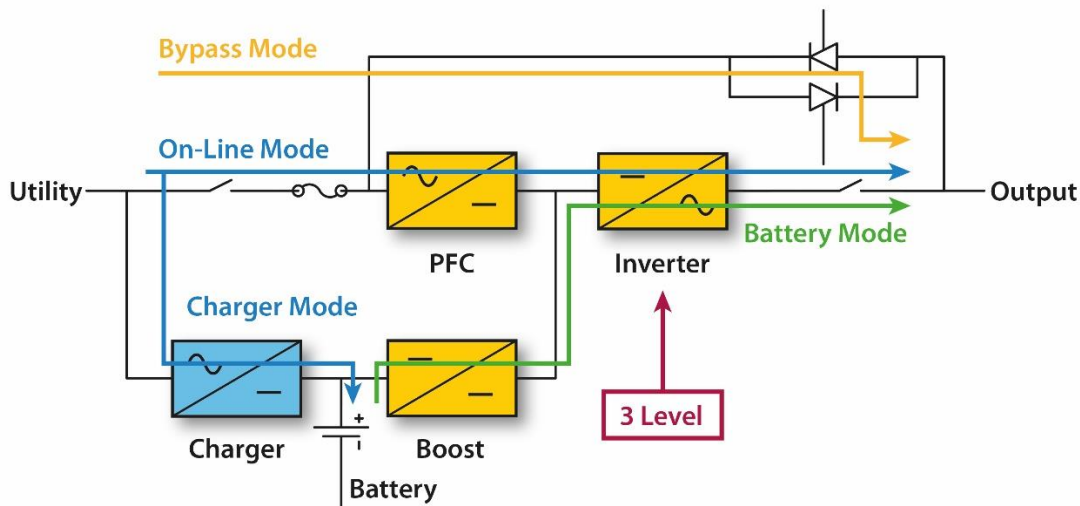 Bypass Mode
On-Line Mode
Utility
Output
Battery Mode
PFC
Inverter
Charger Mode
3 Level
+
Charger
Boost
Battery